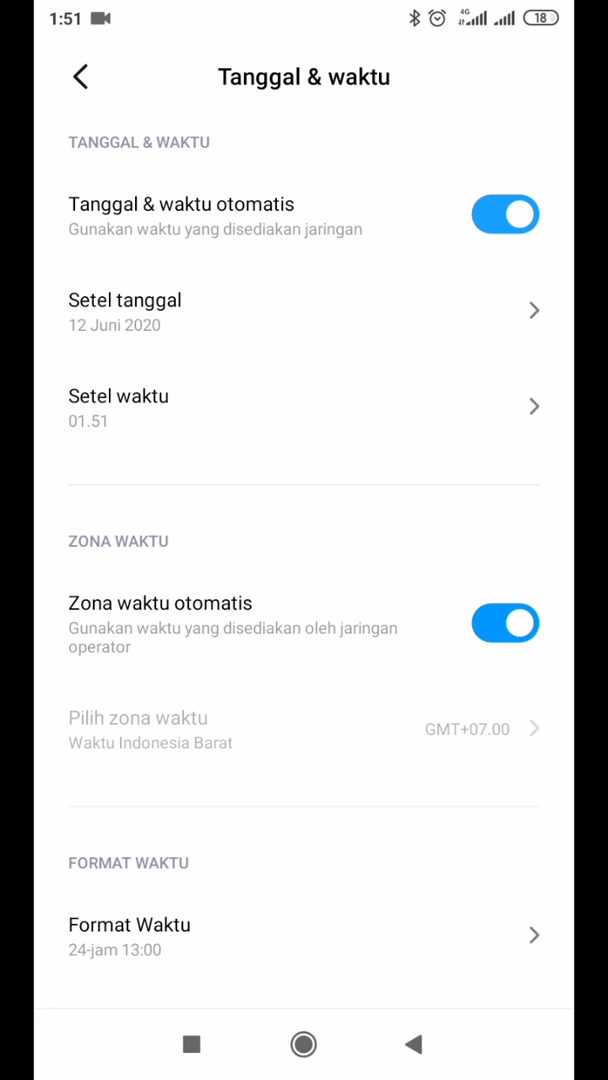 1:51 4G 18
Tanggal & waktu
TANGGAL & WAKTU
Tanggal & waktu otomatis
Gunakan waktu yang disediakan jaringan
Setel tanggal
12 Juni 2020
Setel waktu
01.51
ZONA WAKTU
Zona waktu otomatis
Gunakan waktu yang disediakan oleh jaringan
operator
Pilih zona waktu
Waktu Indonesia Barat
GMT+07.00
FORMAT WAKTU
Format Waktu
24-jam 13:00